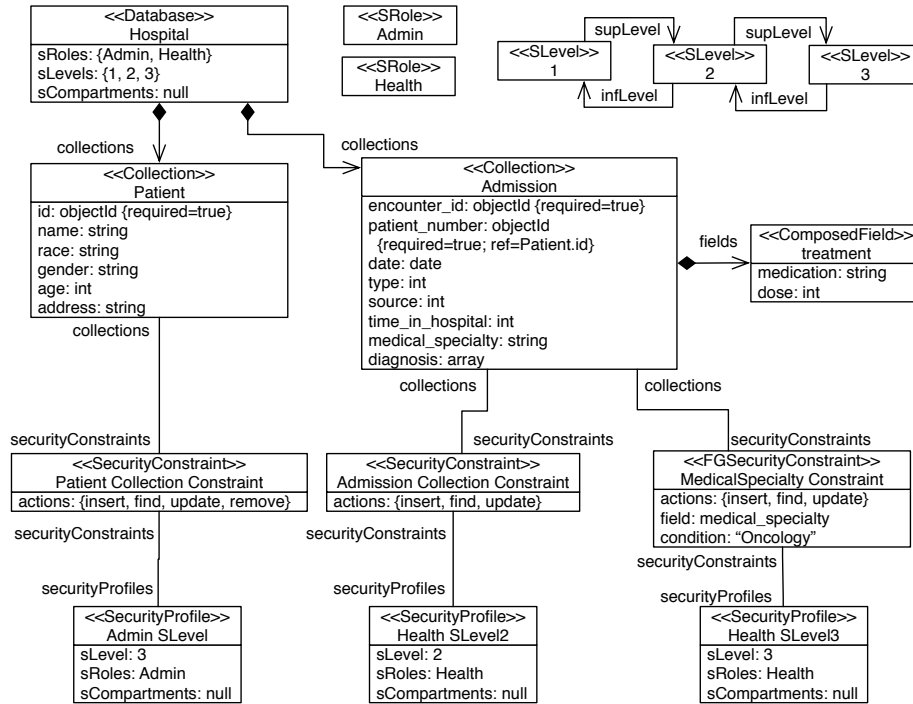 <<Database>>
Hospital
sRoles: {Admin, Health}
sLevels: {1, 2, 3}
sCompartments: null
<<SRole>>
Admin
<<SRole>>
Health
supLevel
supLevel
<<SLevel>>
1
<<SLevel>>
2
<<SLevel>>
3
infLevel
infLevel
collections
collections
<<Collection>>
Patient
id: objectId {required=true}
name: string
race: string
gender: string
age: int
address: string
<<Collection>>
Admission
encounter_id: objectId {required=true}
patient_number: objectId
{required=true; ref=Patient.id}
date: date
type: int
source: int
time_in_hospital: int
medical_specialty: string
diagnosis: array
fields
<<ComposedField>>
treatment
medication: string
dose: int
collections
collections
collections
securityConstraints
securityConstraints
securityConstraints
<<SecurityConstraint>>
Patient Collection Constraint
actions: {insert, find, update, remove}
<<SecurityConstraint>>
Admission Collection Constraint
actions: {insert, find, update}
<<FGSecurityConstraint>>
MedicalSpecialty Constraint
actions: {insert, find, update}
field: medical_specialty
condition: “Oncology”
securityConstraints
securityConstraints
securityConstraints
securityProfiles
securityProfiles
securityProfiles
<<SecurityProfile>>
Admin SLevel
sLevel: 3
sRoles: Admin
sCompartments: null
<<SecurityProfile>>
Health SLevel2
sLevel: 2
sRoles: Health
sCompartments: null
<<SecurityProfile>>
Health SLevel3
sLevel: 3
sRoles: Health
sCompartments: null